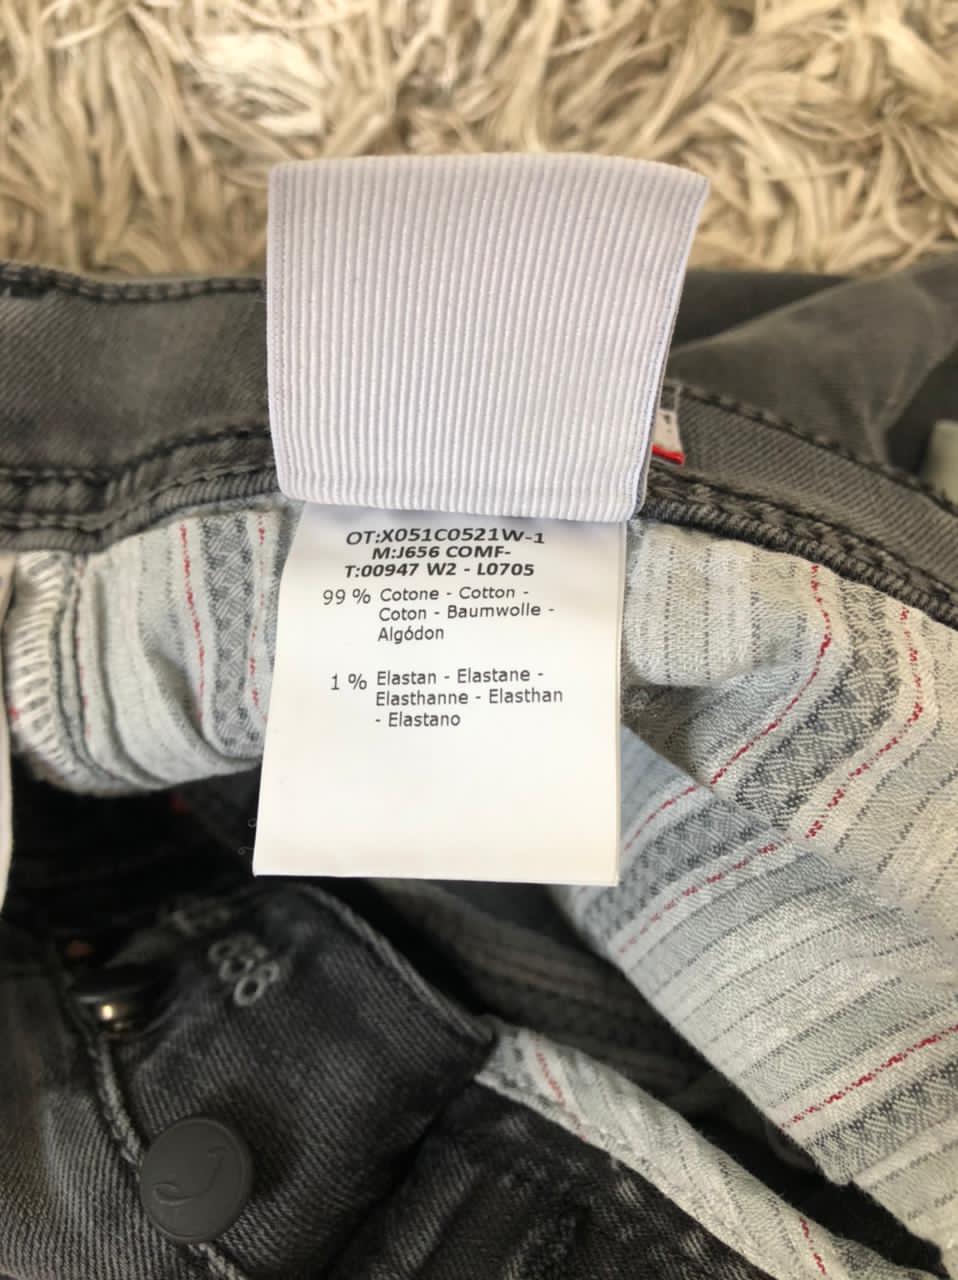 OT:X051C0521W-1
M:J656 COMF-
T:00947 W2 - L0705
99 % Cotone - Cotton -
Coton - Baumwolle -
Algódon
1 % Elastan - Elastane -
Elasthanne - Elasthan
- Elastano
688
J